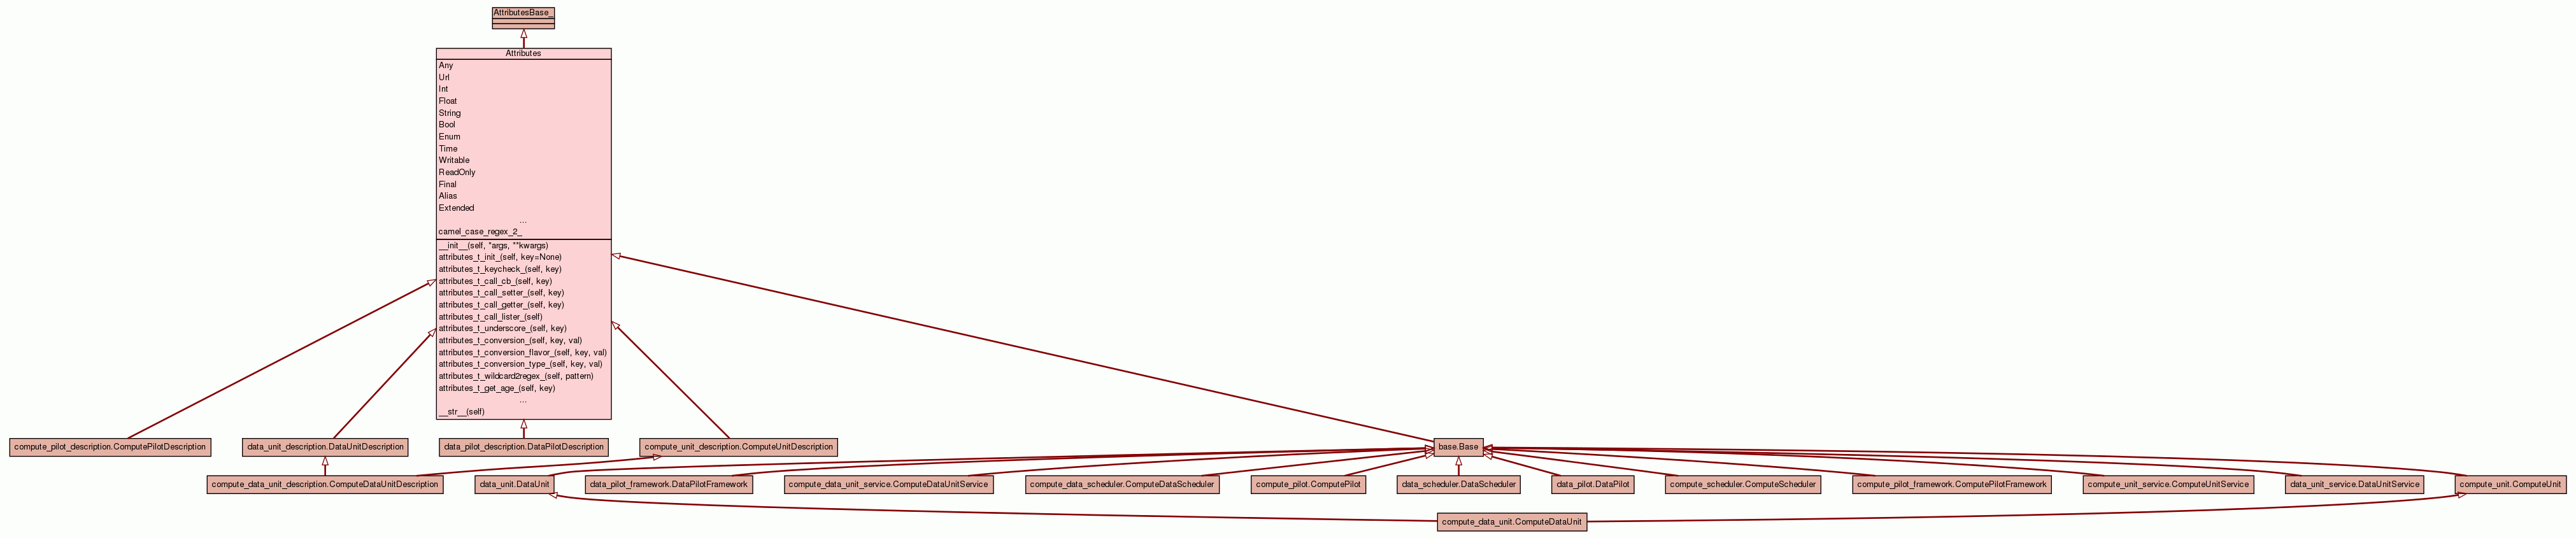 AttributesBase_
Attributes
Any
Url
Int
Float
String
Bool
Enum
Time
Writable
ReadOnly
Final
Alias
Extended
...
camel_case_regex_2_
__init__(self, *args, **kwargs)
attributes_t_init_(self, key=None)
attributes_t_keycheck_(self, key)
attributes_t_call_cb_(self, key)
attributes_t_call_setter_(self, key)
attributes_t_call_getter_(self, key)
attributes_t_call_lister_(self)
attributes_t_underscore_(self, key)
attributes_t_conversion_(self, key, val)
attributes_t_conversion_flavor_(self, key, val)
attributes_t_conversion_type_(self, key, val)
attributes_t_wildcard2regex_(self, pattern)
attributes_t_get_age_(self, key)
...
__str__(self)
compute_pilot_description.ComputePilotDescription
data_unit_description.DataUnitDescription
data_pilot_description.DataPilotDescription
compute_unit_description.ComputeUnitDescription
base.Base
compute_data_unit_description.ComputeDataUnitDescription
data_unit.DataUnit
data_pilot_framework.DataPilotFramework
compute_data_unit_service.ComputeDataUnitService
compute_data_scheduler.ComputeDataScheduler
compute_pilot.ComputePilot
data_scheduler.DataScheduler
data_pilot.DataPilot
compute_scheduler.ComputeScheduler
compute_pilot_framework.ComputePilotFramework
compute_unit_service.ComputeUnitService
data_unit_service.DataUnitService
compute_unit.ComputeUnit
compute_data_unit.ComputeDataUnit